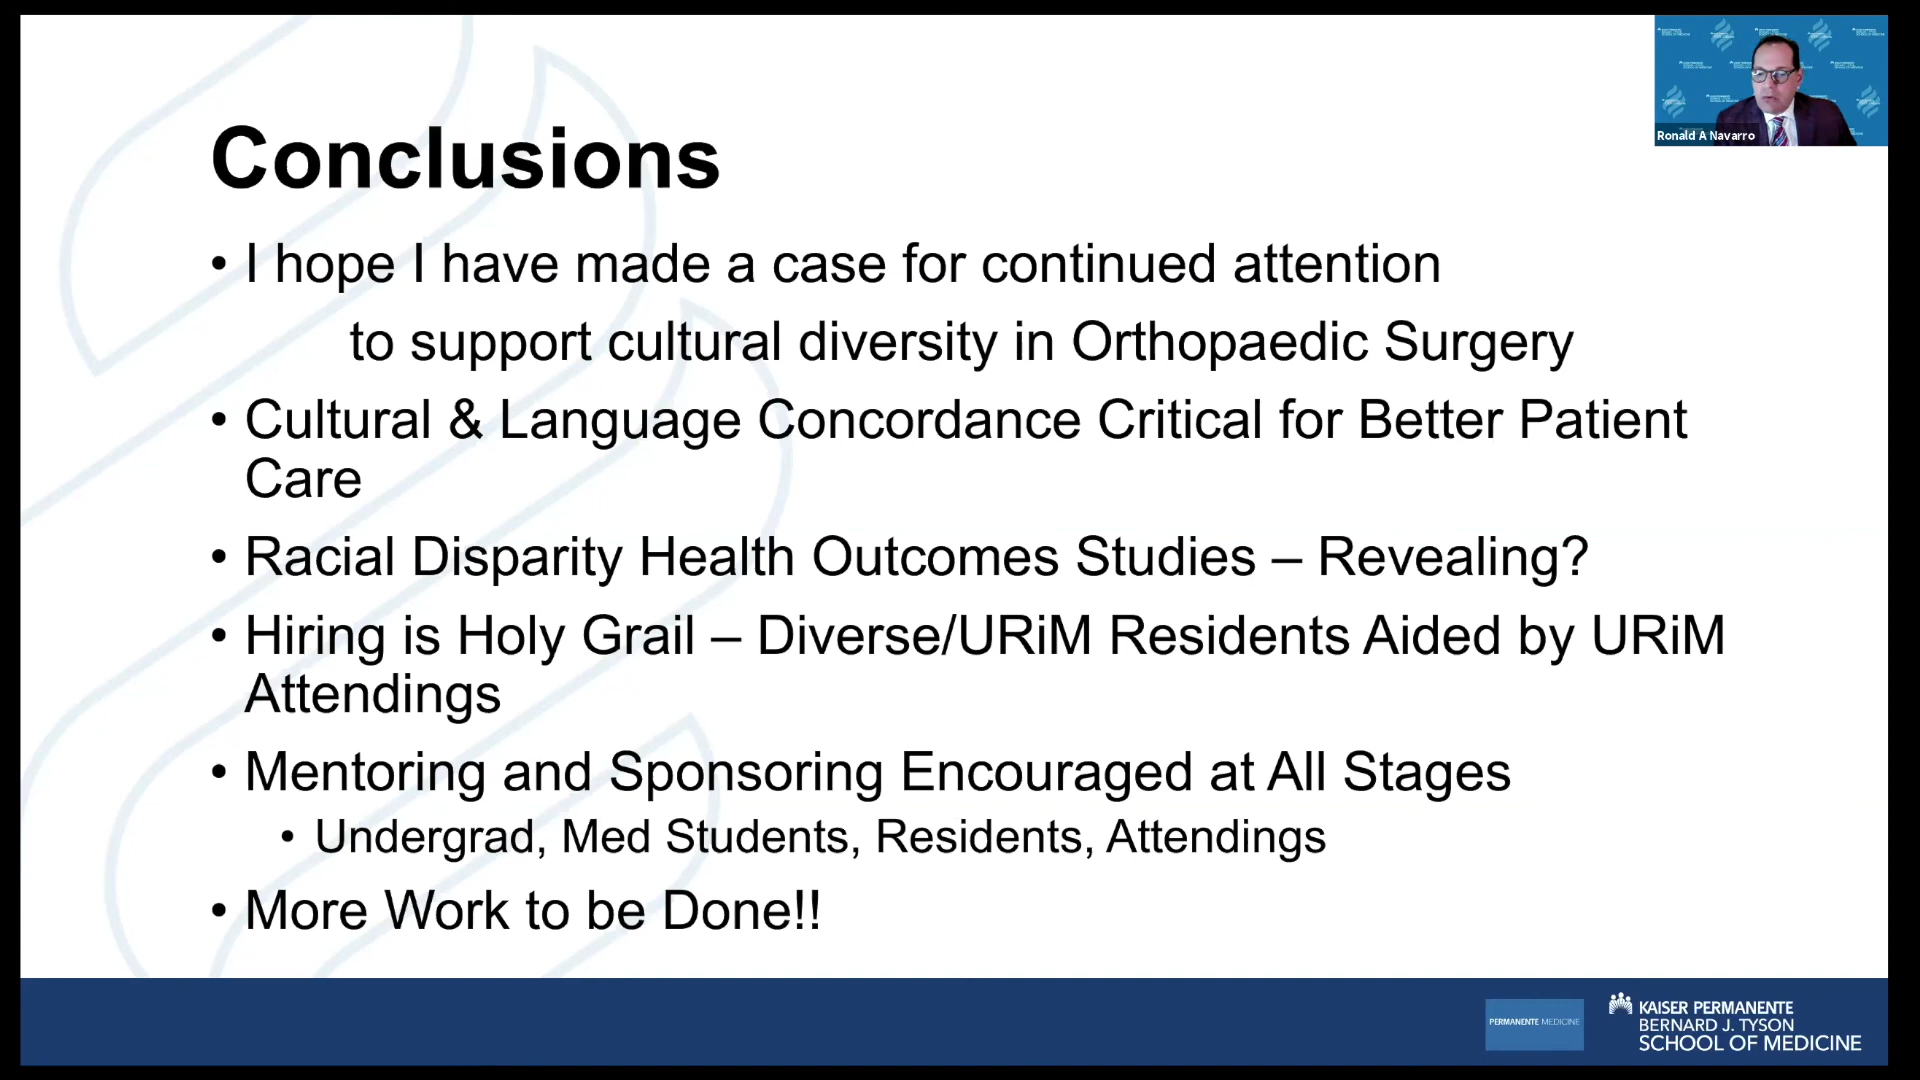 Conclusions
• I hope I have made a case for continued attention
to support cultural diversity in Orthopaedic Surgery
• Cultural & Language Concordance Critical for Better Patient
Care
• Racial Disparity Health Outcomes Studies – Revealing?
• Hiring is Holy Grail – Diverse/URiM Residents Aided by URiM
Attendings
• Mentoring and Sponsoring Encouraged at All Stages
• Undergrad, Med Students, Residents, Attendings
• More Work to be Done!!
Ronald A Navarro
PERMANENTE MEDICINE
KAISER PERMANENTE
BERNARD J. TYSON
SCHOOL OF MEDICINE